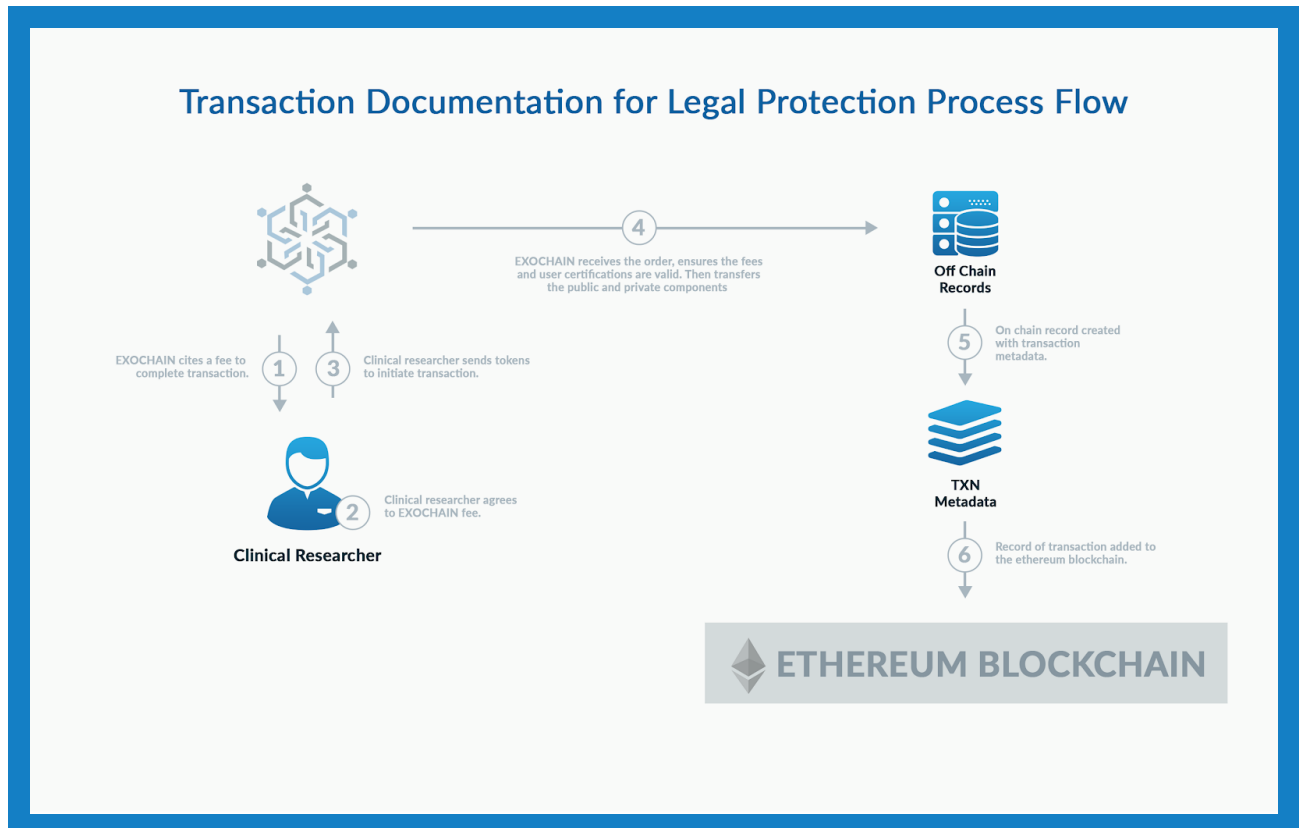 Transaction Documentation for Legal Protection Process Flow
4
EXOCHAIN receives the order, ensures the fees
and user certifications are valid. Then transfers
the public and private components
Off Chain
Records
EXOCHAIN cites a fee to
complete transaction.
1
3
Clinical researcher sends tokens
to initiate transaction.
5
On chain record created
with transaction
metadata.
2
Clinical researcher agrees
to EXOCHAIN fee.
Clinical Researcher
TXN
Metadata
6
Record of transaction added to
the ethereum blockchain.
ETHEREUM BLOCKCHAIN